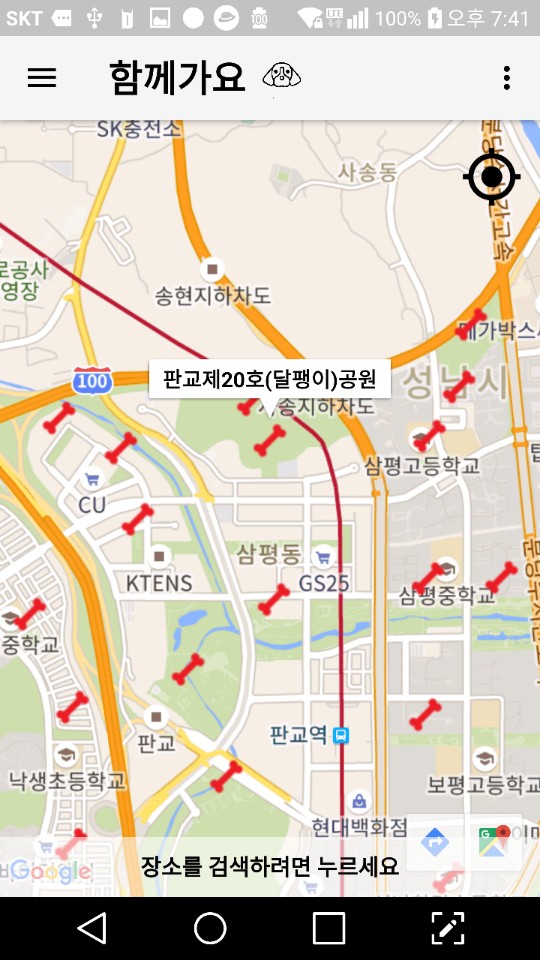 SKT 100 LTE 100% 오후 7:41
함께가요
SK충전소
사송동
로공사
영장
송현지하차도
메가박스
100
판교제20호(달팽이)공원
성남시
사송지하차도
삼평고등학교
CU
삼평동
KTENS
GS25
삼평중학교
중학교
판교역
판교
낙생초등학교
보평고등학교
현대백화점
장소를 검색하려면 누르세요
Google